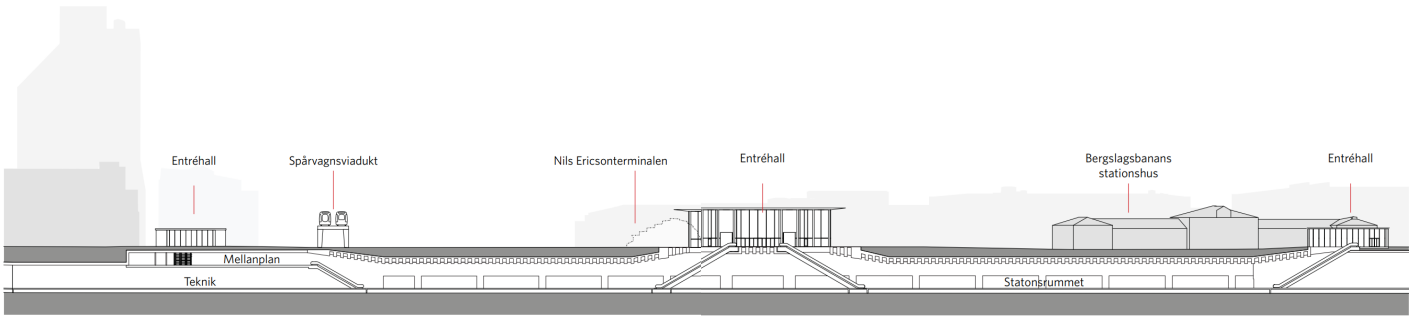 Entréhall
Spårvagnsviadukt
Nils Ericsonterminalen
Entréhall
Bergslagsbanans
stationshus
Entréhall
Mellanplan
Teknik
Statonsrummet